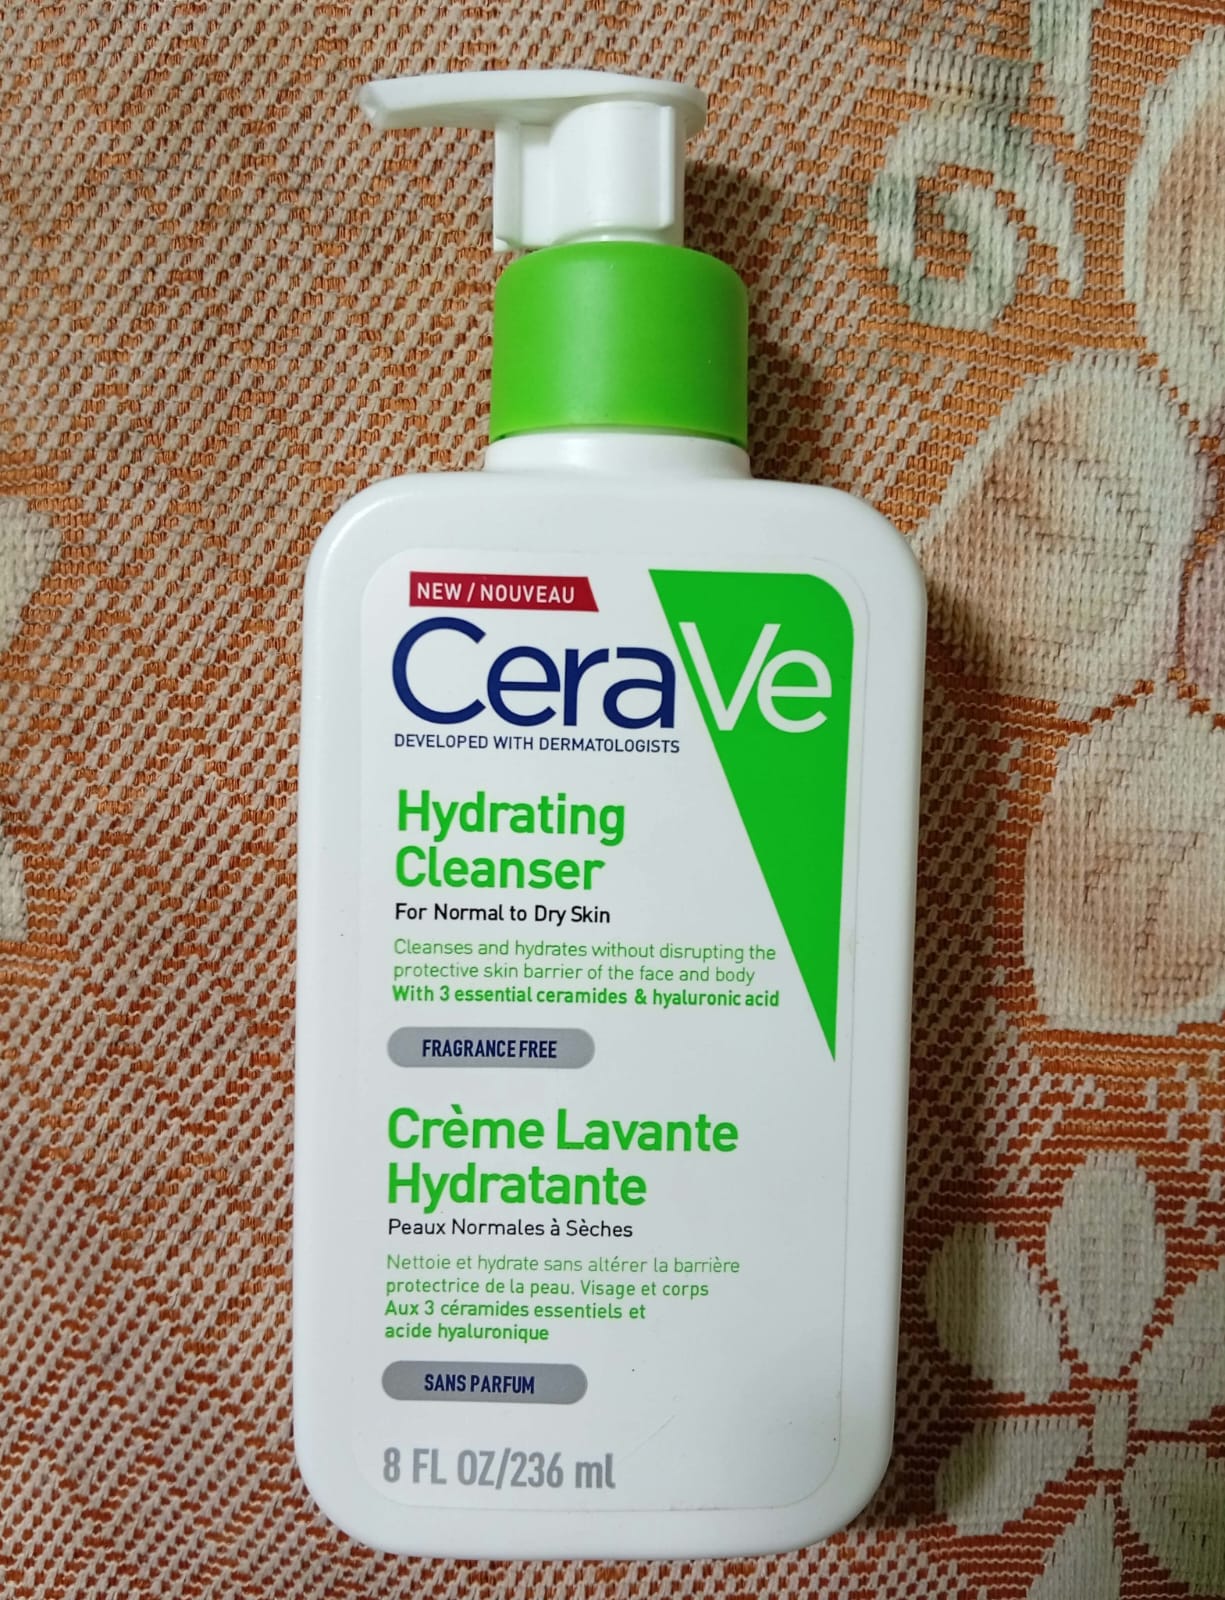 NEW / NOUVEAU
CeraVe
DEVELOPED WITH DERMATOLOGISTS
Hydrating
Cleanser
For Normal to Dry Skin
Cleanses and hydrates without disrupting the
protective skin barrier of the face and body
With 3 essential ceramides & hyaluronic acid
FRAGRANCE FREE
Crème Lavante
Hydratante
Peaux Normales à Sèches
Nettoie et hydrate sans altérer la barrière
protectrice de la peau. Visage et corps
Aux 3 céramides essentiels et
acide hyaluronique
SANS PARFUM
8 FL OZ/236 ml